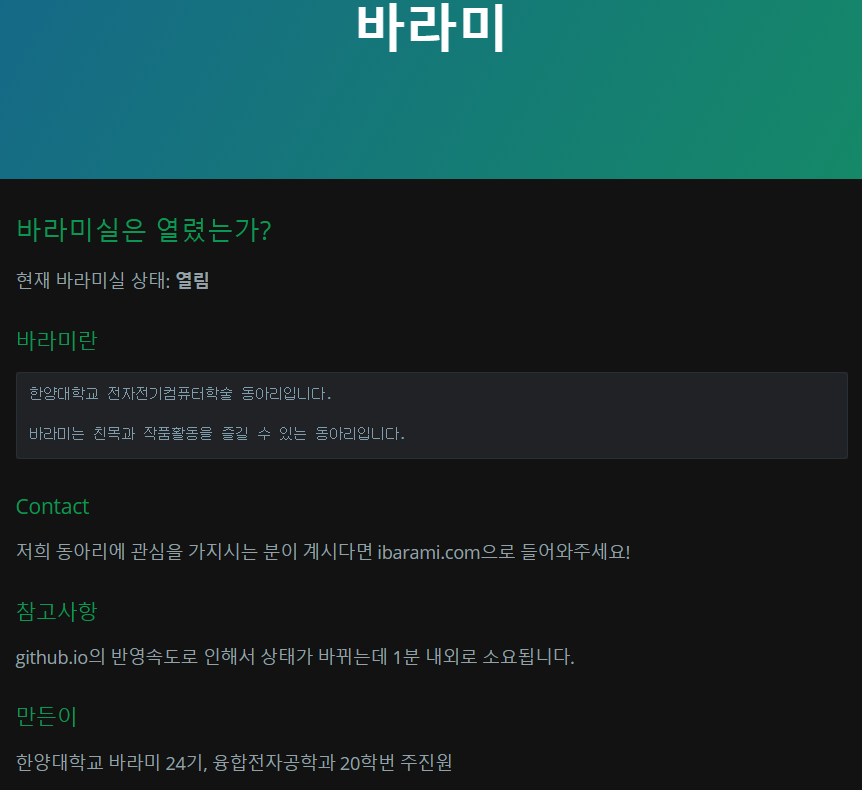 바라미
바라미실은 열렸는가?
현재 바라미실 상태: 열림
바라미란
한양대학교 전자전기컴퓨터학술 동아리입니다.
바라미는 친목과 작품활동을 즐길 수 있는 동아리입니다.
Contact
저희 동아리에 관심을 가지시는 분이 계시다면 ibarami.com으로 들어와주세요!
참고사항
github.io의 반영속도로 인해서 상태가 바뀌는데 1분 내외로 소요됩니다.
만든이
한양대학교 바라미 24기, 융합전자공학과 20학번 주진원